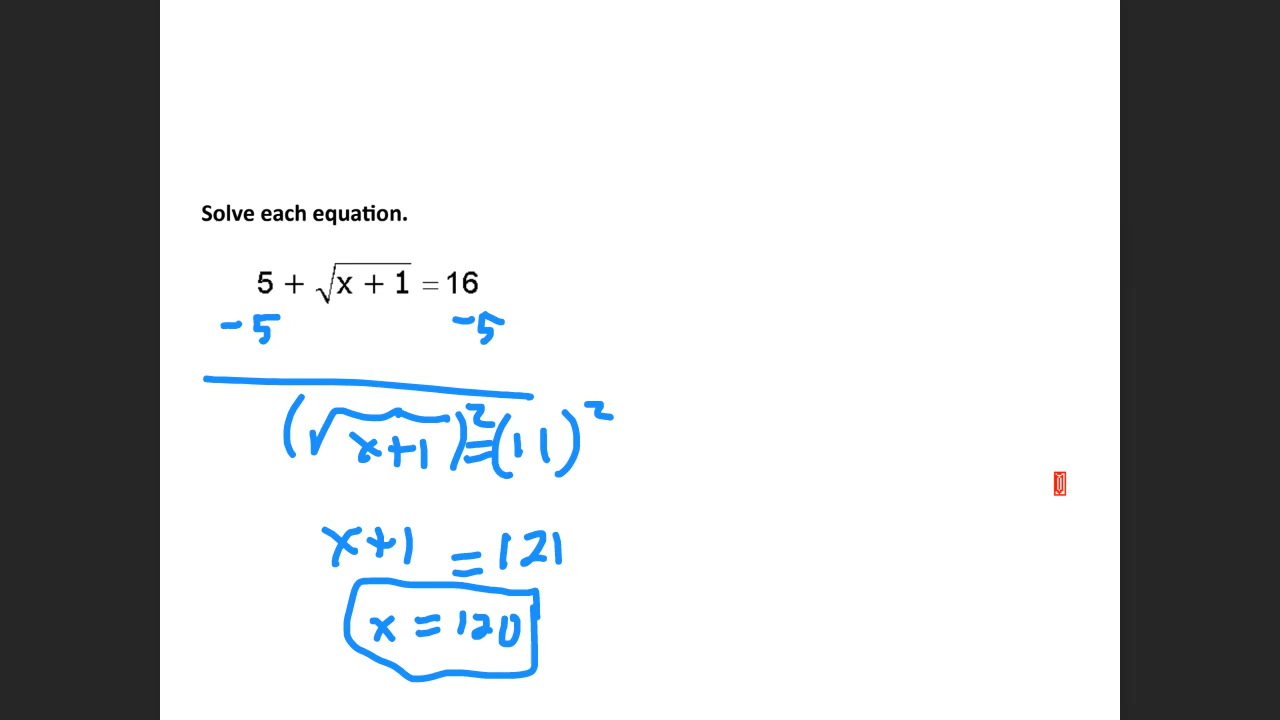 Solve each equation.
5 + √x + 1 = 16
-5 -5
(√x+1)² = (11)²
x+1 = 121
x = 120